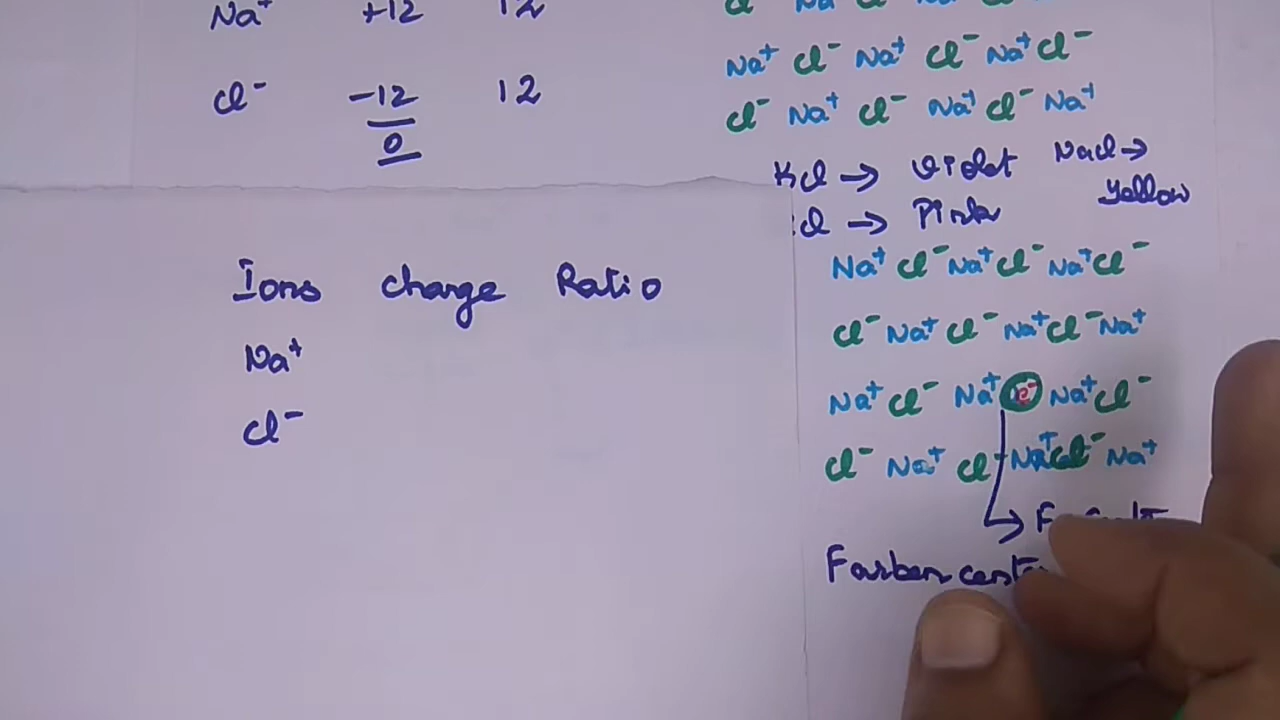 Na⁺ +12 12
Cl⁻ -12 12
0
Ions charge Ratio
Na⁺
Cl⁻
Na⁺ Cl⁻ Na⁺ Cl⁻ Na⁺ Cl⁻
Cl⁻ Na⁺ Cl⁻ Na⁺ Cl⁻ Na⁺
KCl → Violet NaCl →
Yellow
→ Pink
Na⁺ Cl⁻ Na⁺ Cl⁻ Na⁺ Cl⁻
Cl⁻ Na⁺ Cl⁻ Na⁺ Cl⁻ Na⁺
Na⁺ Cl⁻ Na⁺ e⁻ Na⁺ Cl⁻
Cl⁻ Na⁺ Cl⁻ Na⁺ Cl⁻ Na⁺
→ F
Farben